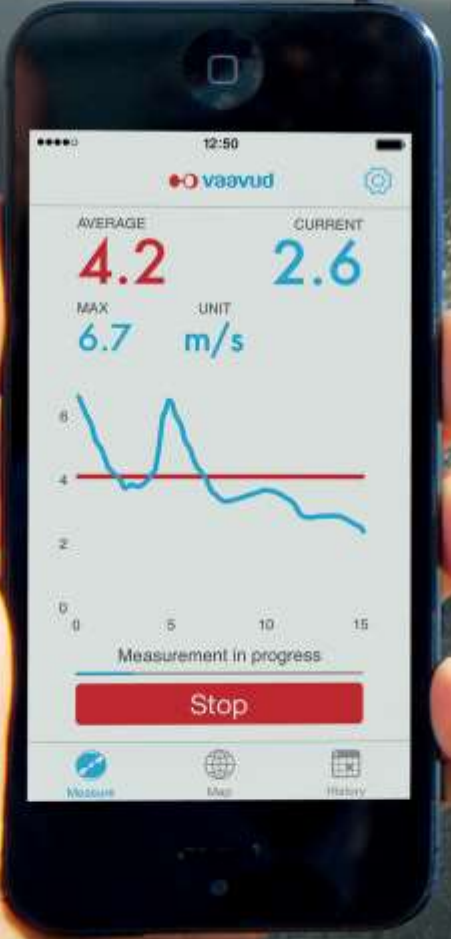 12:50
vaavud
AVERAGE CURRENT
4.2 2.6
MAX UNIT
6.7 m/s
6
4
2
0
0 5 10 15
Measurement in progress
Stop
Measure Map History